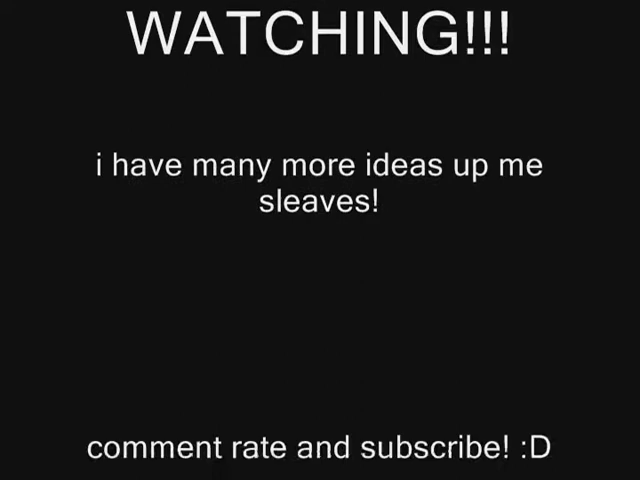 WATCHING!!!
i have many more ideas up me
sleaves!
comment rate and subscribe! :D